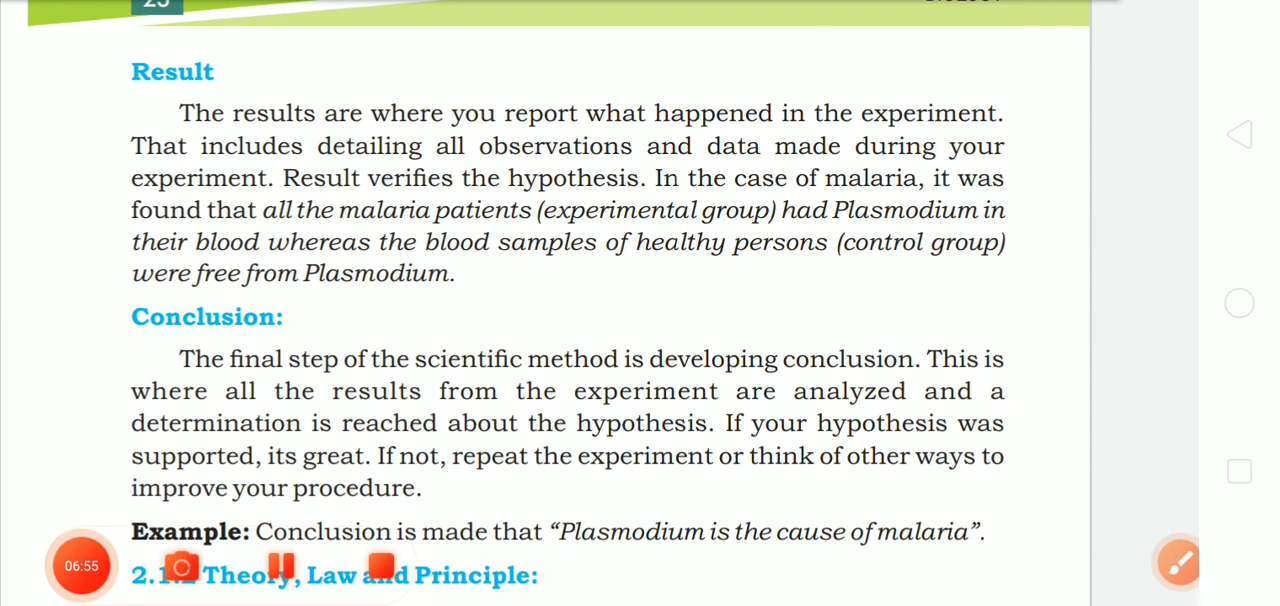 Result
The results are where you report what happened in the experiment.
That includes detailing all observations and data made during your
experiment. Result verifies the hypothesis. In the case of malaria, it was
found that all the malaria patients (experimental group) had Plasmodium in
their blood whereas the blood samples of healthy persons (control group)
were free from Plasmodium.
Conclusion:
The final step of the scientific method is developing conclusion. This is
where all the results from the experiment are analyzed and a
determination is reached about the hypothesis. If your hypothesis was
supported, its great. If not, repeat the experiment or think of other ways to
improve your procedure.
Example: Conclusion is made that “Plasmodium is the cause of malaria”.
06:55
Theory, Law and Principle: